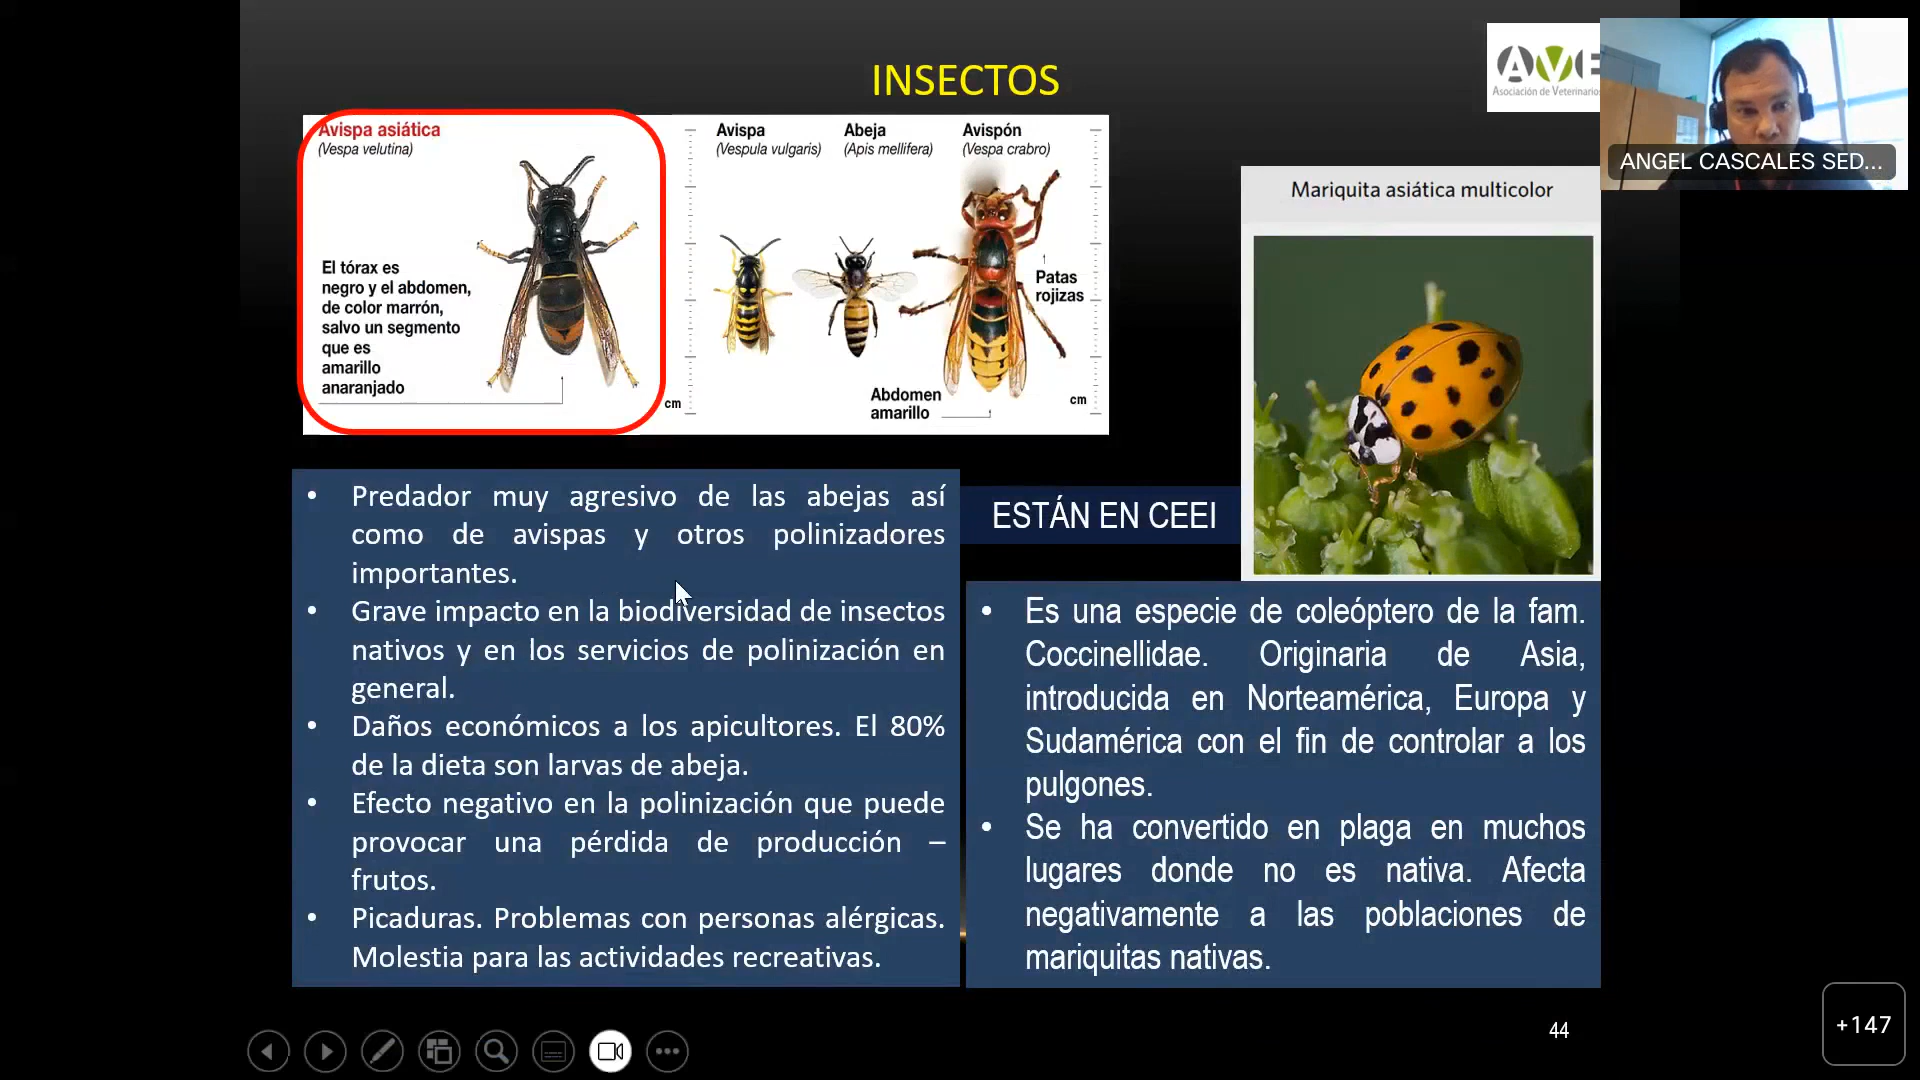 INSECTOS
AVE
Asociación de Veterinarios
ANGEL CASCALES SED...
Avispa asiática
(Vespa velutina)
El tórax es
negro y el abdomen,
de color marrón,
salvo un segmento
que es
amarillo
anaranjado
cm
Avispa
(Vespula vulgaris)
Abeja
(Apis mellifera)
Avispón
(Vespa crabro)
Patas
rojizas
Abdomen
amarillo
cm
Mariquita asiática multicolor
• Predador muy agresivo de las abejas así
como de avispas y otros polinizadores
importantes.
• Grave impacto en la biodiversidad de insectos
nativos y en los servicios de polinización en
general.
• Daños económicos a los apicultores. El 80%
de la dieta son larvas de abeja.
• Efecto negativo en la polinización que puede
provocar una pérdida de producción –
frutos.
• Picaduras. Problemas con personas alérgicas.
Molestia para las actividades recreativas.
ESTÁN EN CEEI
• Es una especie de coleóptero de la fam.
Coccinellidae. Originaria de Asia,
introducida en Norteamérica, Europa y
Sudamérica con el fin de controlar a los
pulgones.
• Se ha convertido en plaga en muchos
lugares donde no es nativa. Afecta
negativamente a las poblaciones de
mariquitas nativas.
44
+147